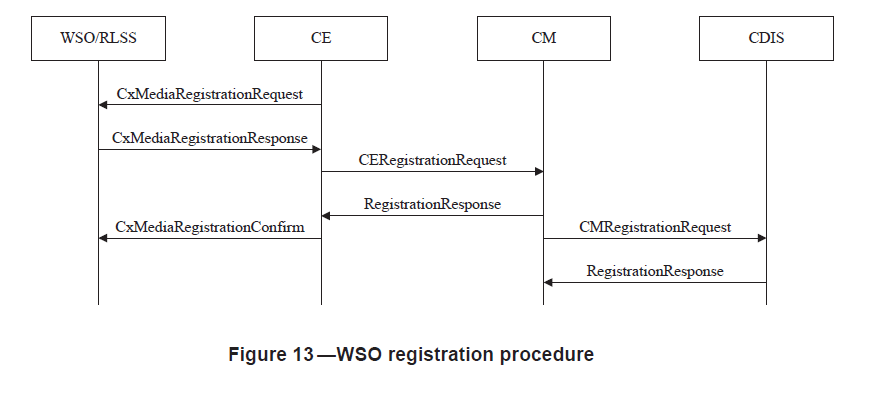 WSO/RLSS
CE
CM
CDIS
CxMediaRegistrationRequest
CxMediaRegistrationResponse
CERegistrationRequest
RegistrationResponse
CxMediaRegistrationConfirm
CMRegistrationRequest
RegistrationResponse
Figure 13—WSO registration procedure